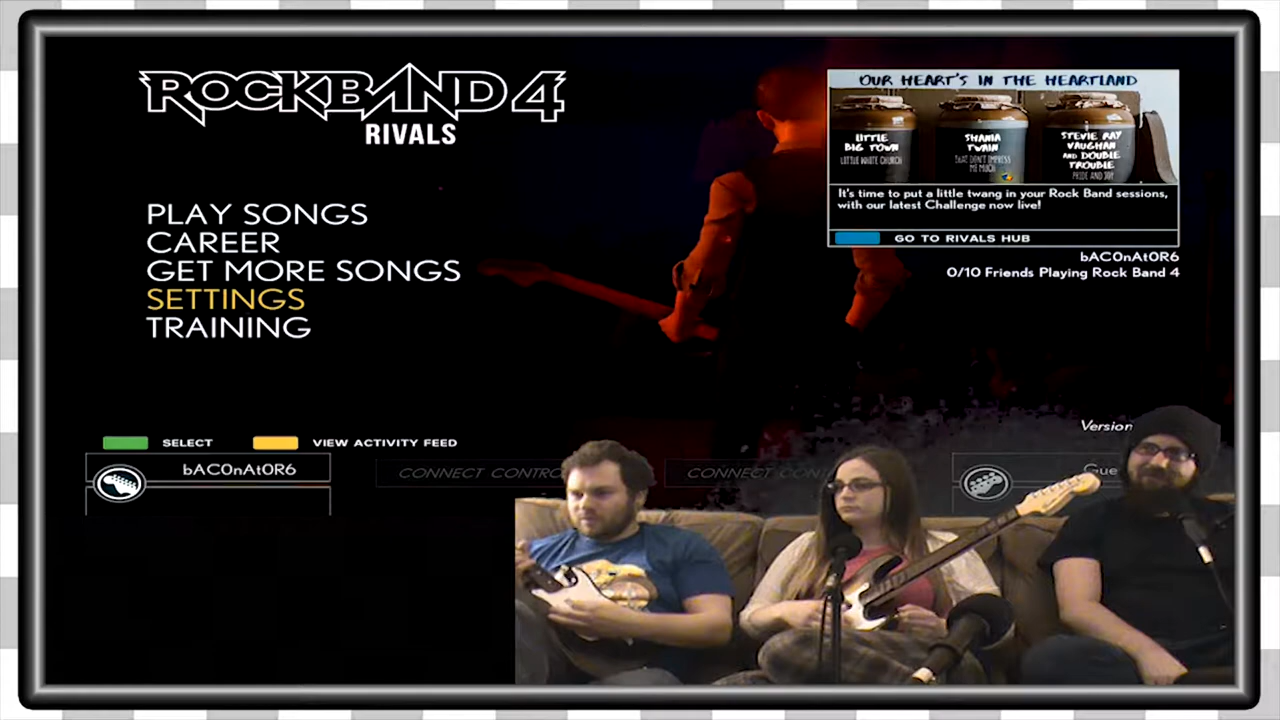 ROCKBAND 4
RIVALS
PLAY SONGS
CAREER
GET MORE SONGS
SETTINGS
TRAINING
OUR HEART'S IN THE HEARTLAND
LITTLE
BIG TOWN
LITTLE WHITE CHURCH
SHANIA
TWAIN
THAT DON'T IMPRESS
ME MUCH
STEVIE RAY
VAUGHAN
AND DOUBLE
TROUBLE
PRIDE AND JOY
It's time to put a little twang in your Rock Band sessions,
with our latest Challenge now live!
GO TO RIVALS HUB
bAC0nAt0R6
0/10 Friends Playing Rock Band 4
SELECT
VIEW ACTIVITY FEED
Version
bAC0nAt0R6
CONNECT CONTRO
CONNECT CON
Gue